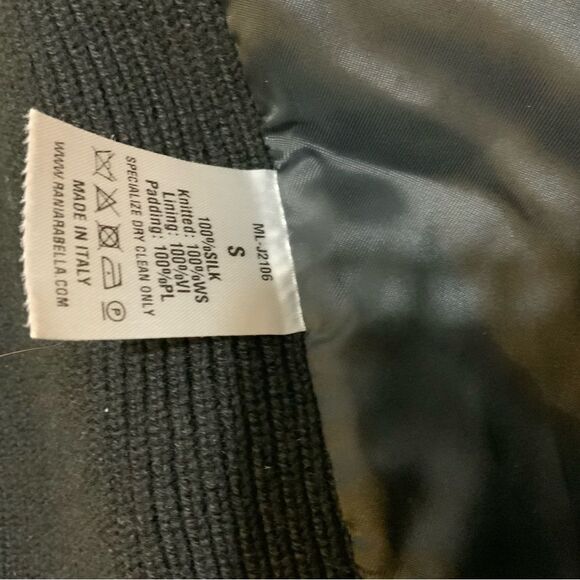 ML-J2106
S
100%SILK
Knitted: 100%WS
Lining: 100%VI
Padding: 100%PL
SPECIALIZE DRY CLEAN ONLY
P
MADE IN ITALY
WWW.RANIARABELLA.COM